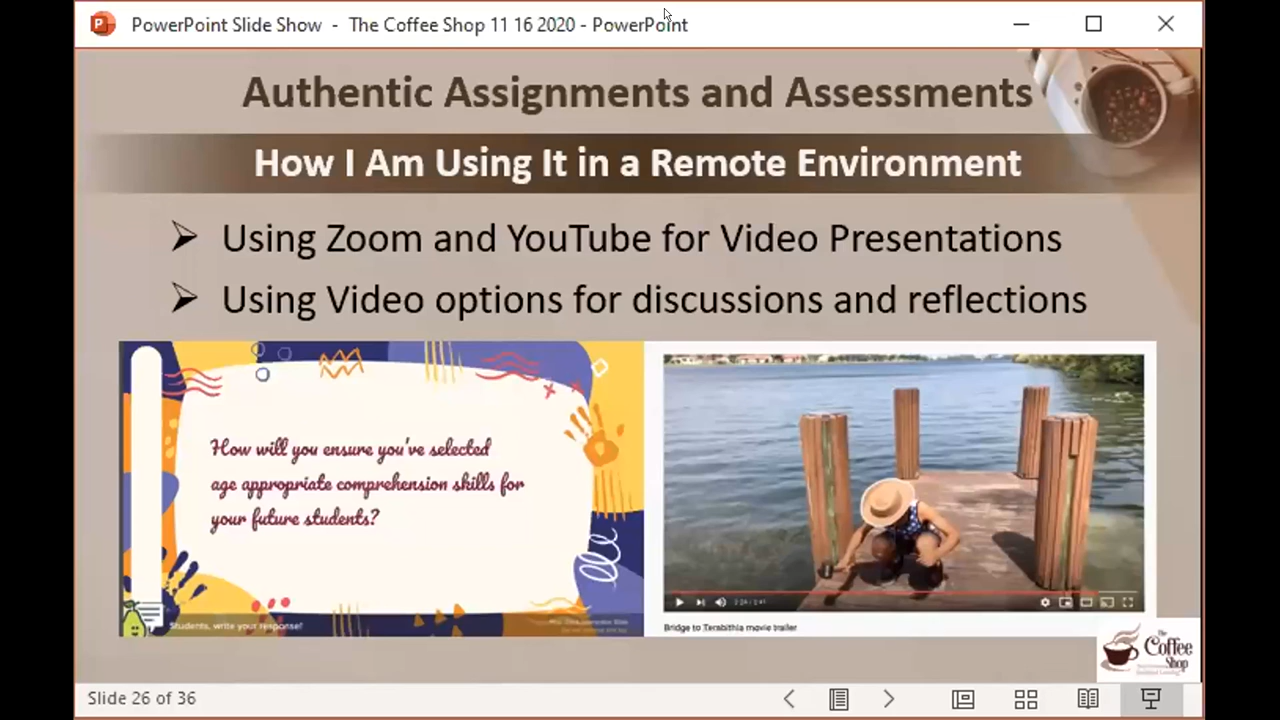 PowerPoint Slide Show - The Coffee Shop 11 16 2020 - PowerPoint
Authentic Assignments and Assessments
How I Am Using It in a Remote Environment
Using Zoom and YouTube for Video Presentations
Using Video options for discussions and reflections
How will you ensure you've selected
age appropriate comprehension skills for
your future students?
Students, write your response!
Bridge to Terabithia movie trailer
The
Coffee
Shop
Slide 26 of 36